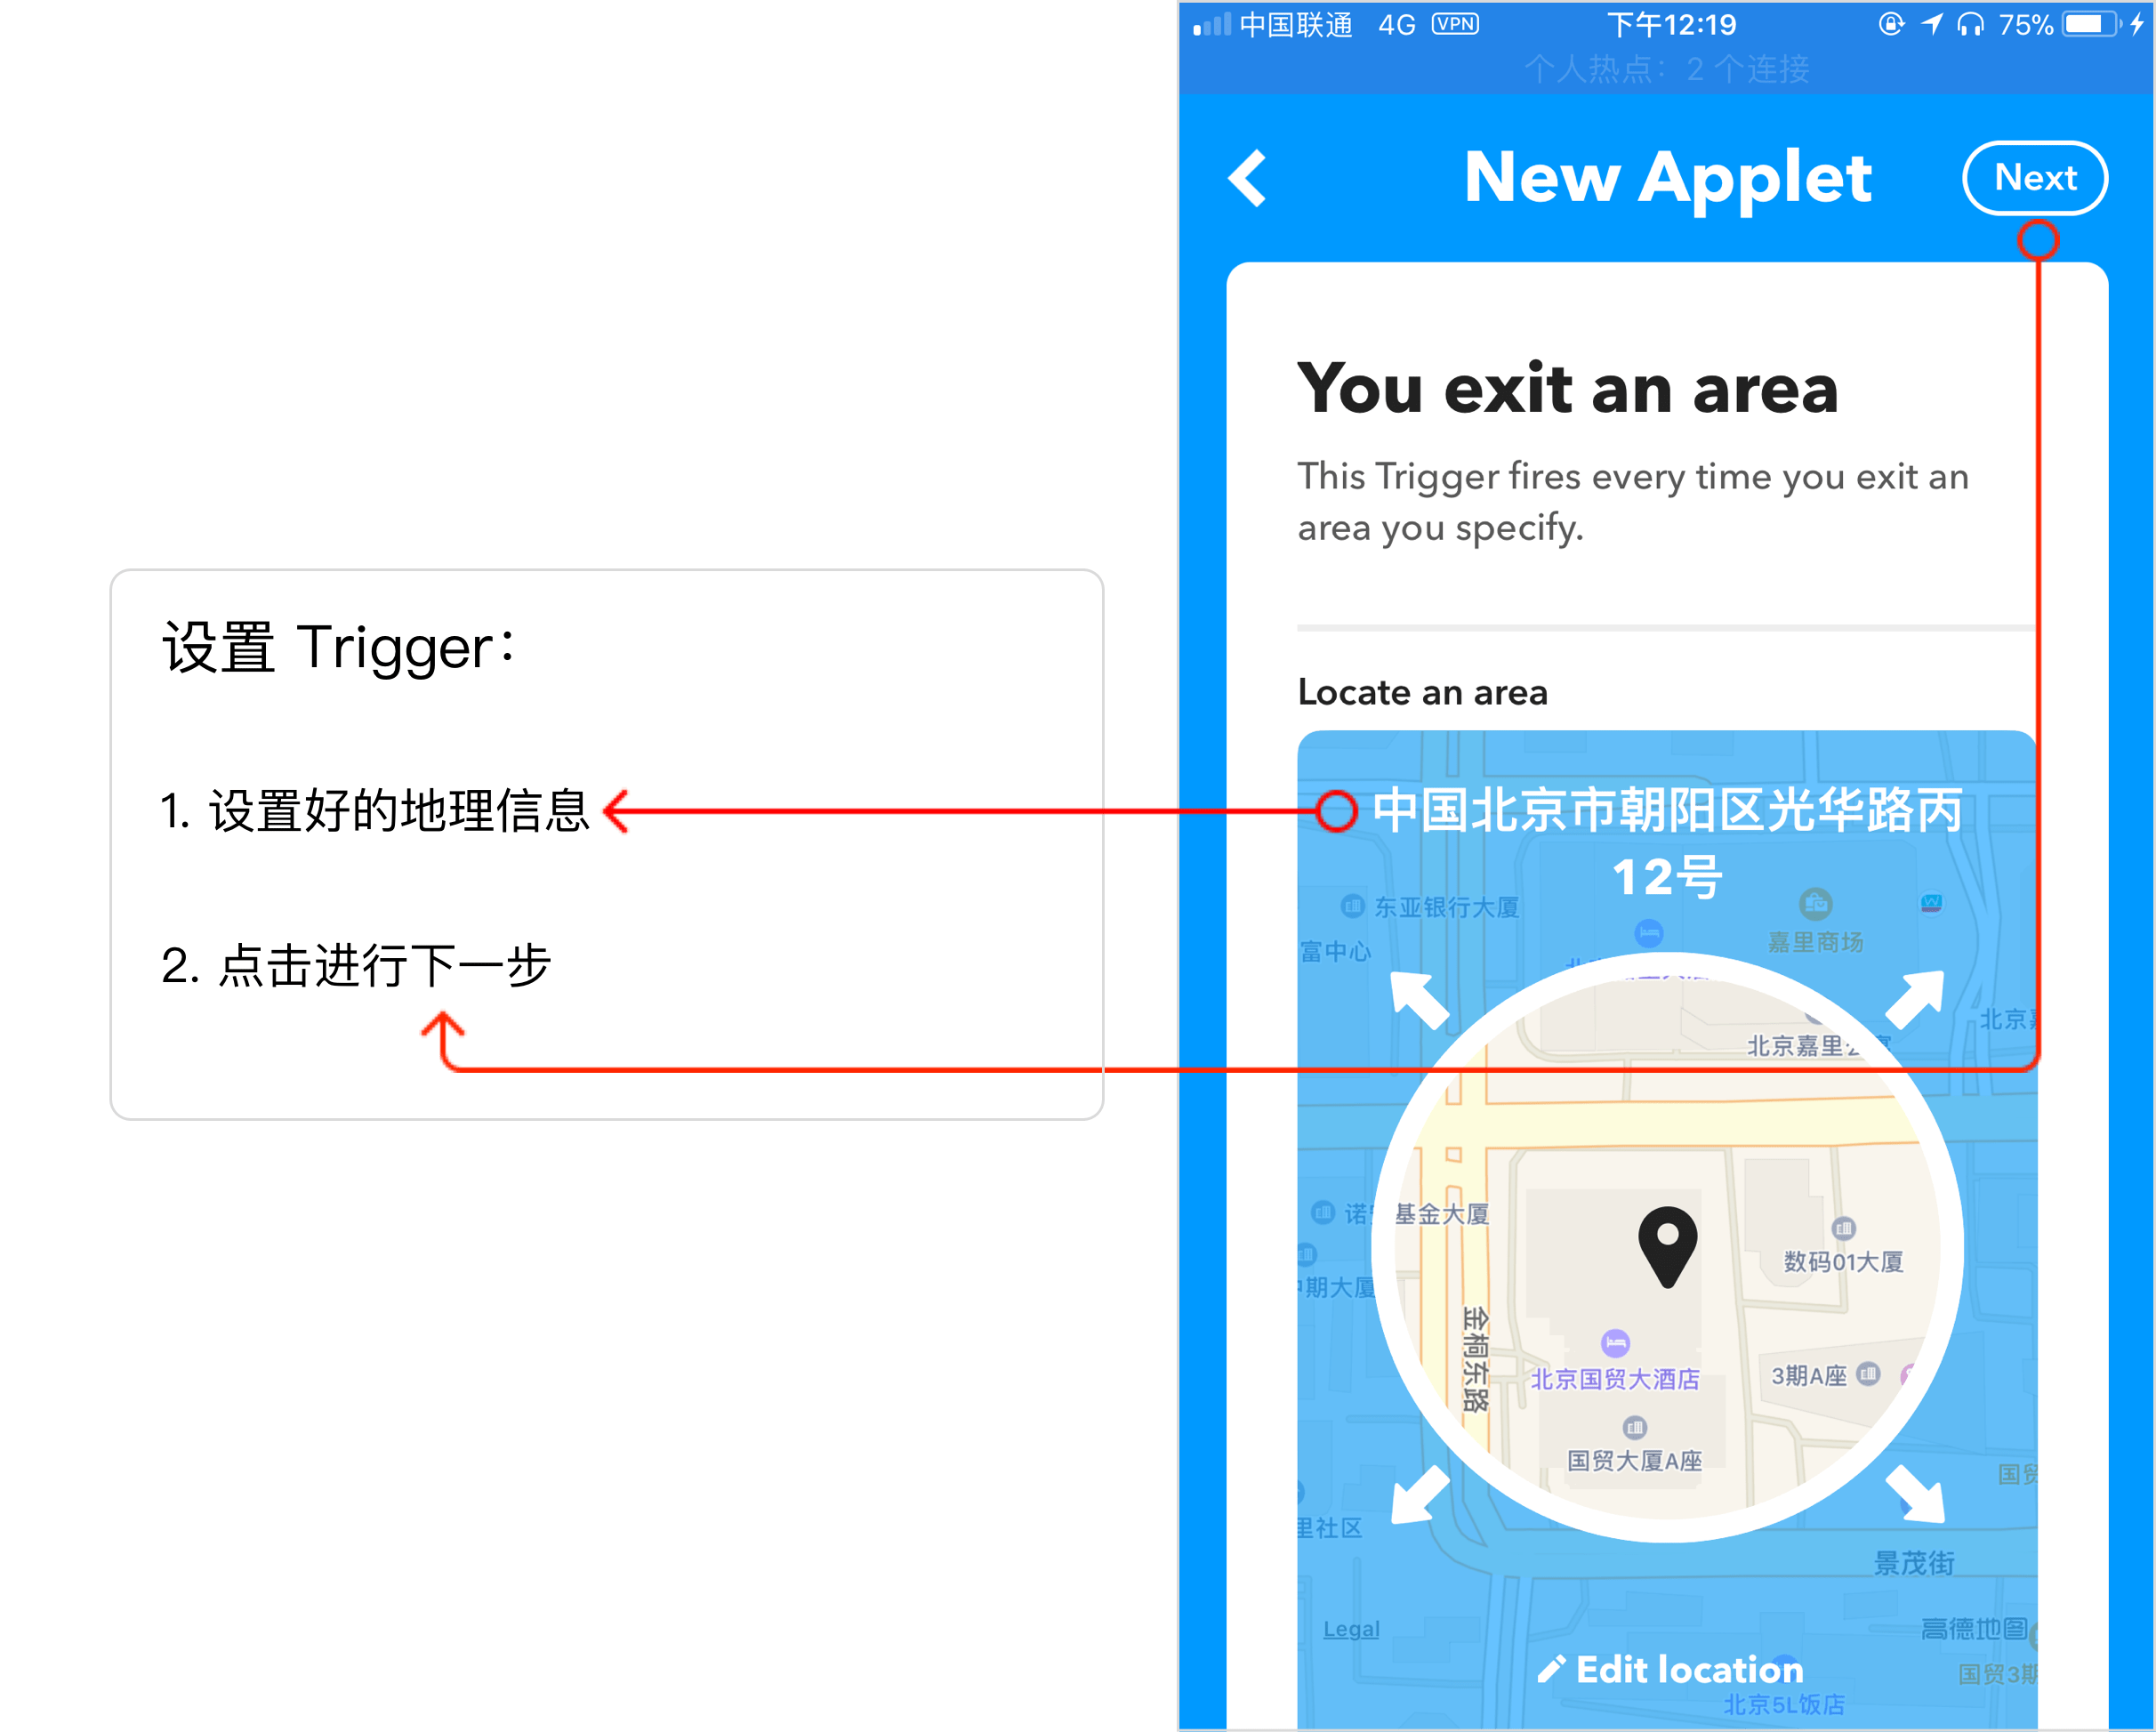 设置 Trigger：
1. 设置好的地理信息
2. 点击进行下一步
中国联通 4G VPN 下午12:19 75%
个人热点：2 个连接
New Applet
Next
You exit an area
This Trigger fires every time you exit an
area you specify.
Locate an area
中国北京市朝阳区光华路丙
12号
东亚银行大厦
富中心
嘉里商场
北京嘉里
基金大厦
期大厦
数码01大厦
金桐东路
北京国贸大酒店
3期A座
国贸大厦A座
国贸
里社区
景茂街
Legal
高德地图
国贸3期
Edit location
北京5L饭店